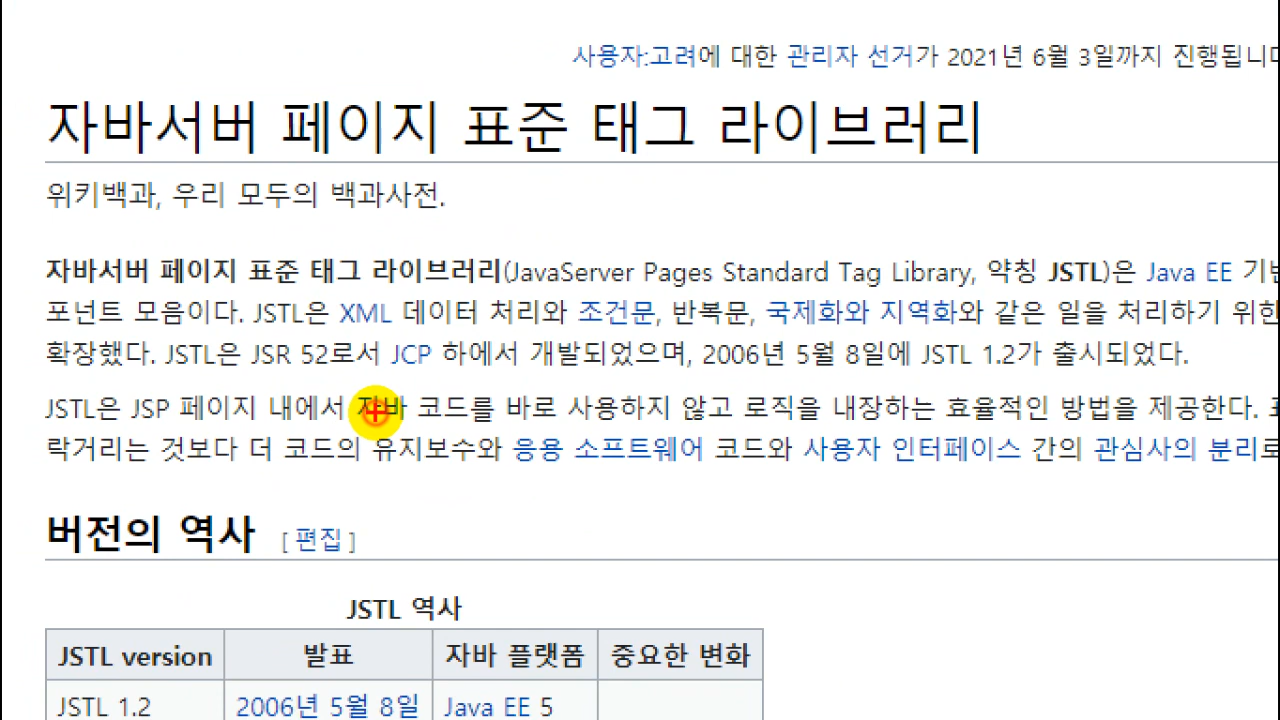 사용자:고려에 대한 관리자 선거가 2021년 6월 3일까지 진행됩니
자바서버 페이지 표준 태그 라이브러리
위키백과, 우리 모두의 백과사전.
자바서버 페이지 표준 태그 라이브러리(JavaServer Pages Standard Tag Library, 약칭 JSTL)은 Java EE
포넌트 모음이다. JSTL은 XML 데이터 처리와 조건문, 반복문, 국제화와 지역화와 같은 일을 처리하기 위한
확장했다. JSTL은 JSR 52로서 JCP 하에서 개발되었으며, 2006년 5월 8일에 JSTL 1.2가 출시되었다.
JSTL은 JSP 페이지 내에서 자바 코드를 바로 사용하지 않고 로직을 내장하는 효율적인 방법을 제공한다.
락거리는 것보다 더 코드의 유지보수와 응용 소프트웨어 코드와 사용자 인터페이스 간의 관심사의 분리로
버전의 역사 [ 편집 ]
JSTL 역사
JSTL version 발표 자바 플랫폼 중요한 변화
JSTL 1.2 2006년 5월 8일 Java EE 5